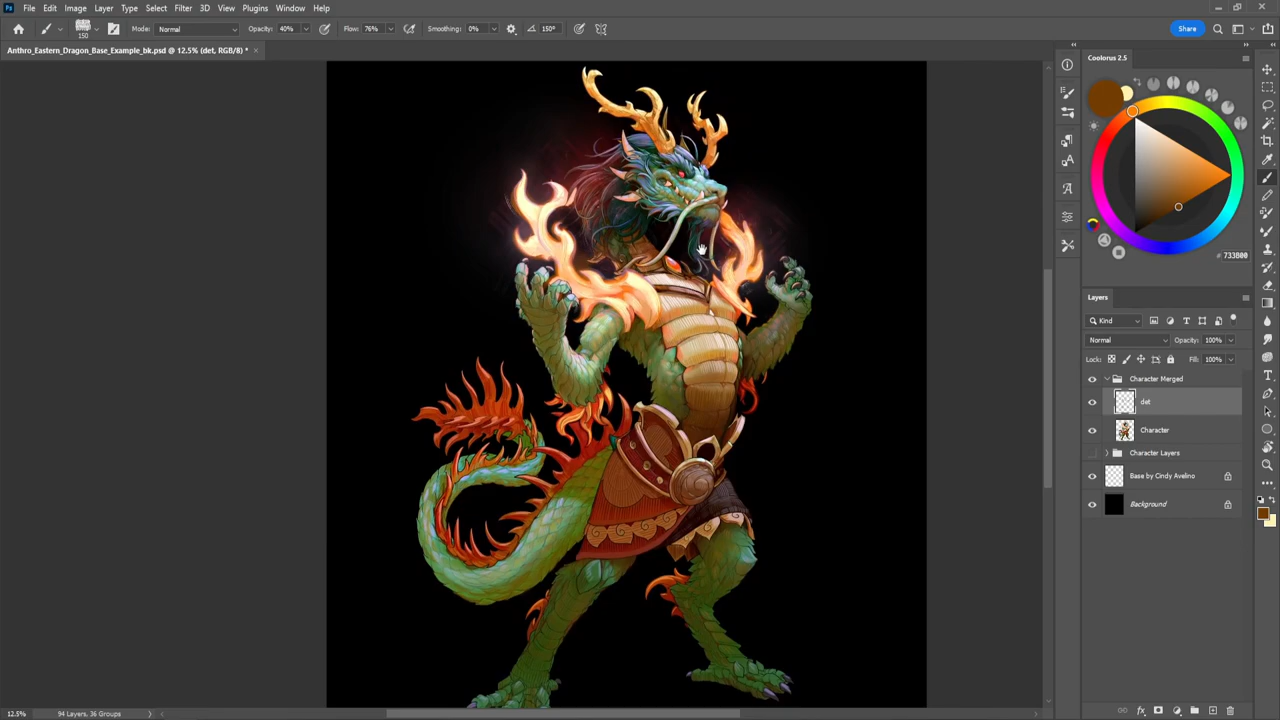 Ps File Edit Image Layer Type Select Filter 3D View Plugins Window Help
150 Mode: Normal Opacity: 40% Flow: 76% Smoothing: 0% 150° Share
Anthro_Eastern_Dragon_Base_Example_bk.psd @ 12.5% (det, RGB/8) * ×
Coolorus 2.5
# 733B00
Layers
Kind
Normal Opacity: 100%
Lock: Fill: 100%
Character Merged
det
Character
Character Layers
Base by Cindy Avelino
Background
12.5% 94 Layers, 36 Groups